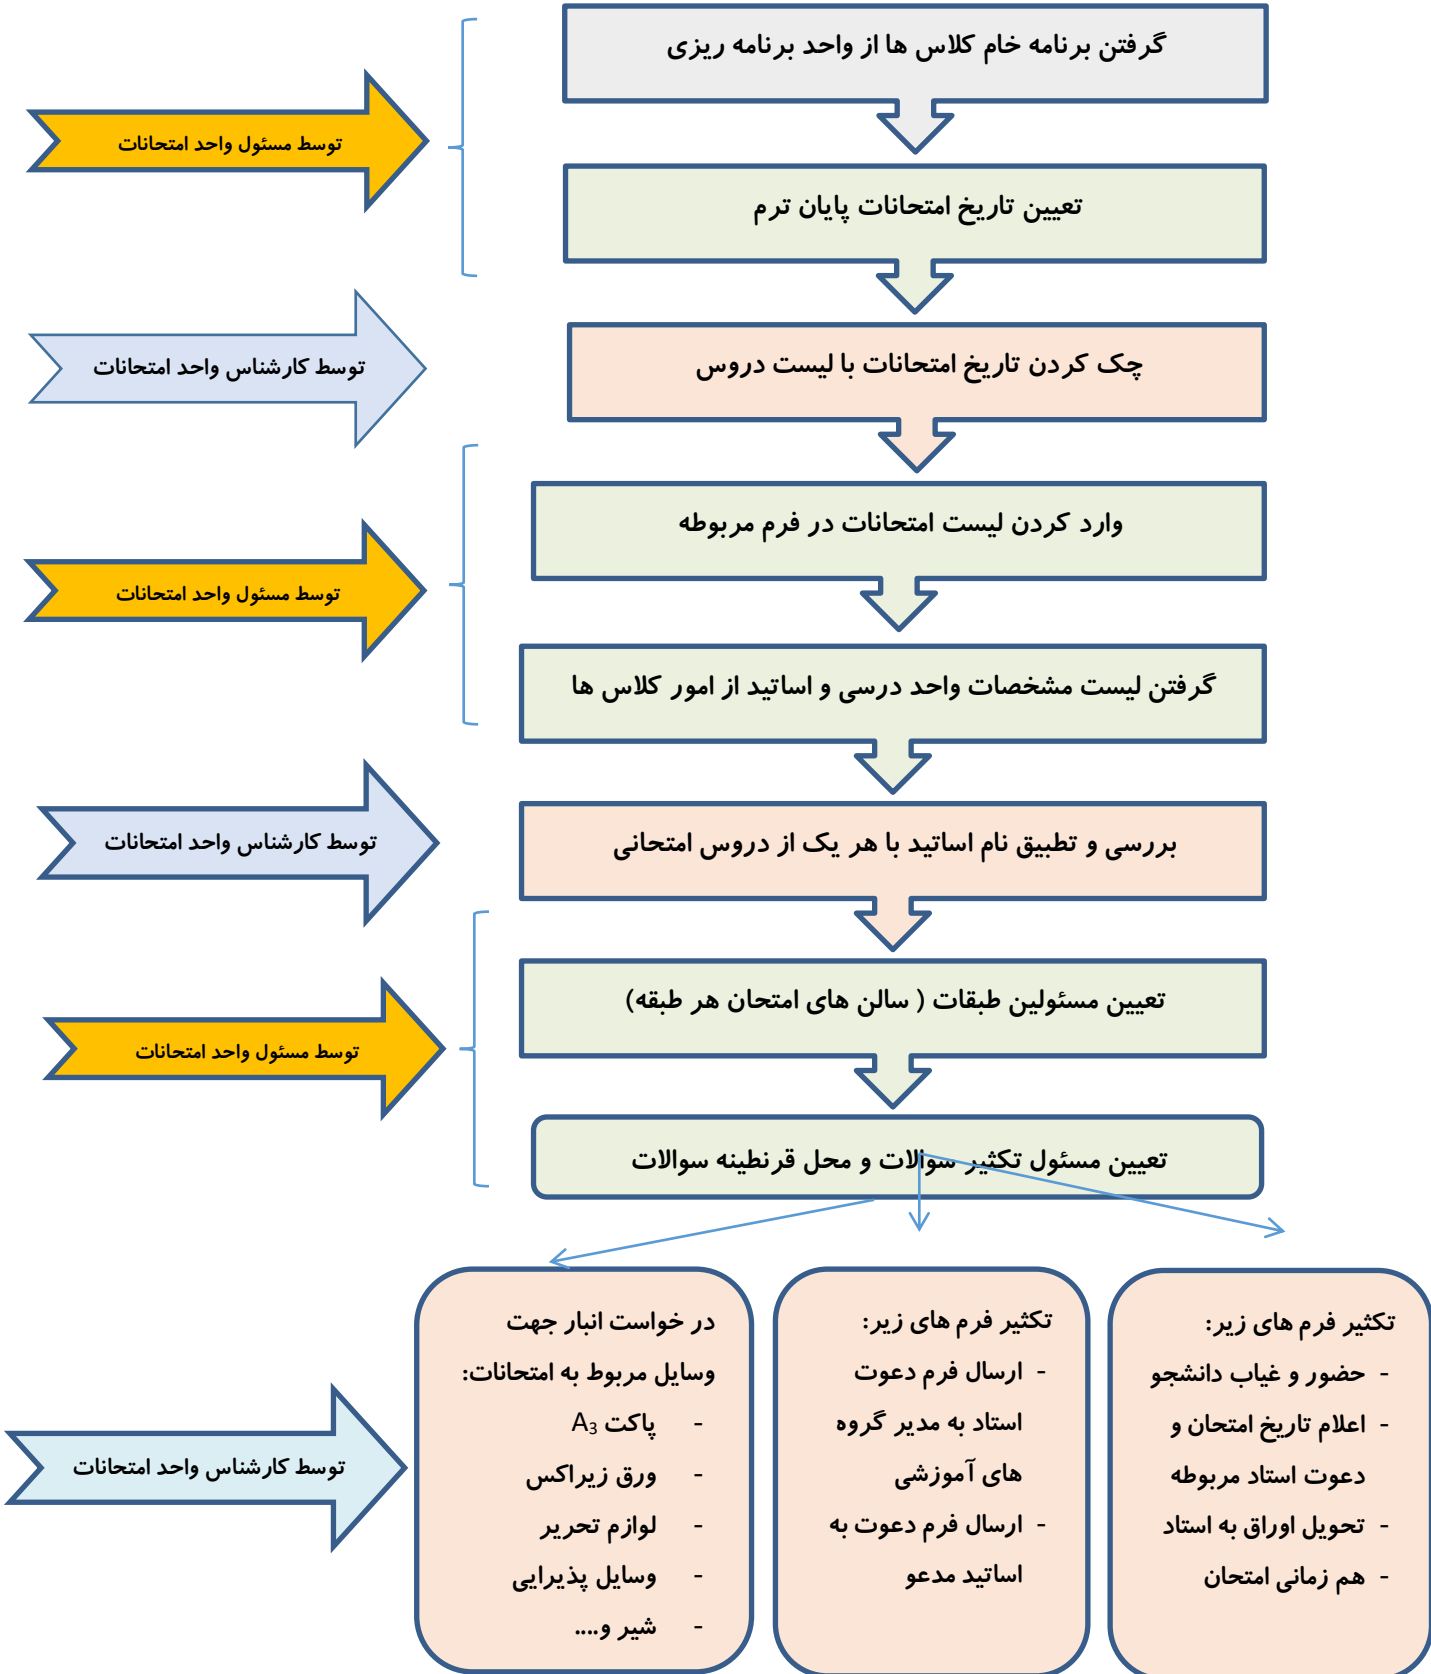 گرفتن برنامه خام کلاس ها از واحد برنامه ریزی
توسط مسئول واحد امتحانات
تعیین تاریخ امتحانات پایان ترم
چک کردن تاریخ امتحانات با لیست دروس
توسط کارشناس واحد امتحانات
وارد کردن لیست امتحانات در فرم مربوطه
توسط مسئول واحد امتحانات
گرفتن لیست مشخصات واحد درسی و اساتید از امور کلاس ها
بررسی و تطبیق نام اساتید با هر یک از دروس امتحانی
توسط کارشناس واحد امتحانات
تعیین مسئولین طبقات ( سالن های امتحان هر طبقه)
توسط مسئول واحد امتحانات
تعیین مسئول تکثیر سوالات و محل قرنطینه سوالات
تکثیر فرم های زیر:
- حضور و غیاب دانشجو
- اعلام تاریخ امتحان و
دعوت استاد مربوطه
- تحویل اوراق به استاد
- هم زمانی امتحان
تکثیر فرم های زیر:
- ارسال فرم دعوت
استاد به مدیر گروه
های آموزشی
- ارسال فرم دعوت به
اساتید مدعو
در خواست انبار جهت
وسایل مربوط به امتحانات:
- پاکت A3
- ورق زیراکس
- لوازم تحریر
- وسایل پذیرایی
- شیر و....
توسط کارشناس واحد امتحانات